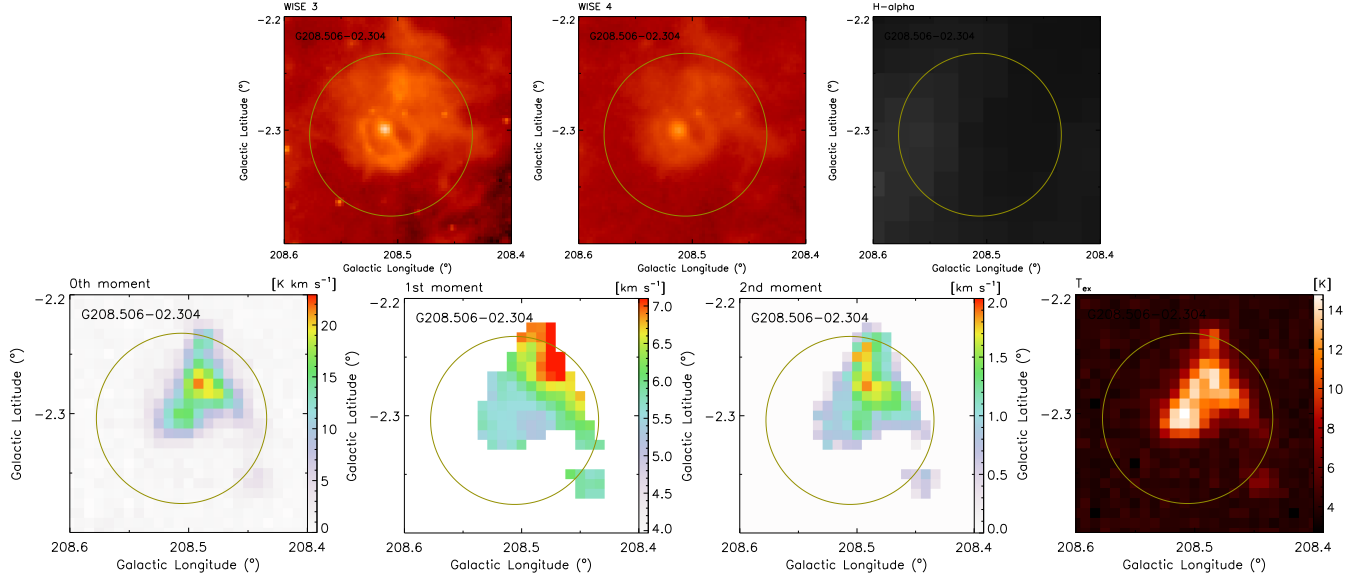 WISE 3
WISE 4
H-alpha
G208.506-02.304
G208.506-02.304
G208.506-02.304
-2.2
-2.3
Galactic Latitude (°)
-2.2
-2.3
Galactic Latitude (°)
-2.2
-2.3
Galactic Latitude (°)
208.6 208.5 208.4
Galactic Longitude (°)
208.6 208.5 208.4
Galactic Longitude (°)
208.6 208.5 208.4
Galactic Longitude (°)
0th moment [K km s⁻¹]
G208.506-02.304
-2.2
-2.3
Galactic Latitude (°)
20
15
10
5
0
208.6 208.5 208.4
Galactic Longitude (°)
1st moment [km s⁻¹]
G208.506-02.304
-2.2
-2.3
Galactic Latitude (°)
7.0
6.5
6.0
5.5
5.0
4.5
4.0
208.6 208.5 208.4
Galactic Longitude (°)
2nd moment [km s⁻¹]
G208.506-02.304
-2.2
-2.3
Galactic Latitude (°)
2.0
1.5
1.0
0.5
0.0
208.6 208.5 208.4
Galactic Longitude (°)
Tₑₓ [K]
G208.506-02.304
-2.2
-2.3
Galactic Latitude (°)
14
12
10
8
6
4
208.6 208.5 208.4
Galactic Longitude (°)